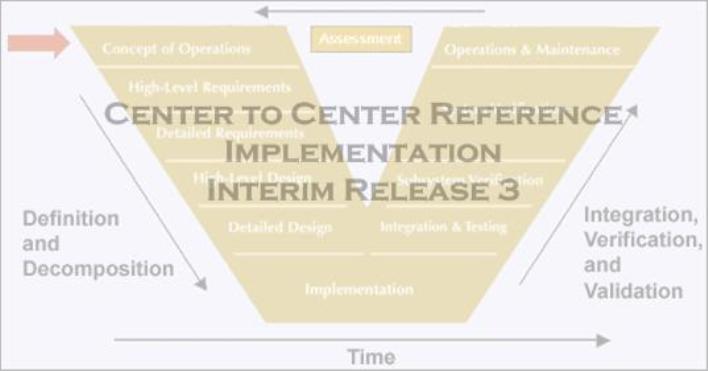 Assessment
Concept of Operations
Operations & Maintenance
High-Level Requirements
CENTER TO CENTER REFERENCE
Detailed Requirements
IMPLEMENTATION
High-Level Design
Subsystem Verification
INTERIM RELEASE 3
Definition
and
Decomposition
Detailed Design
Integration & Testing
Integration,
Verification,
and
Validation
Implementation
Time